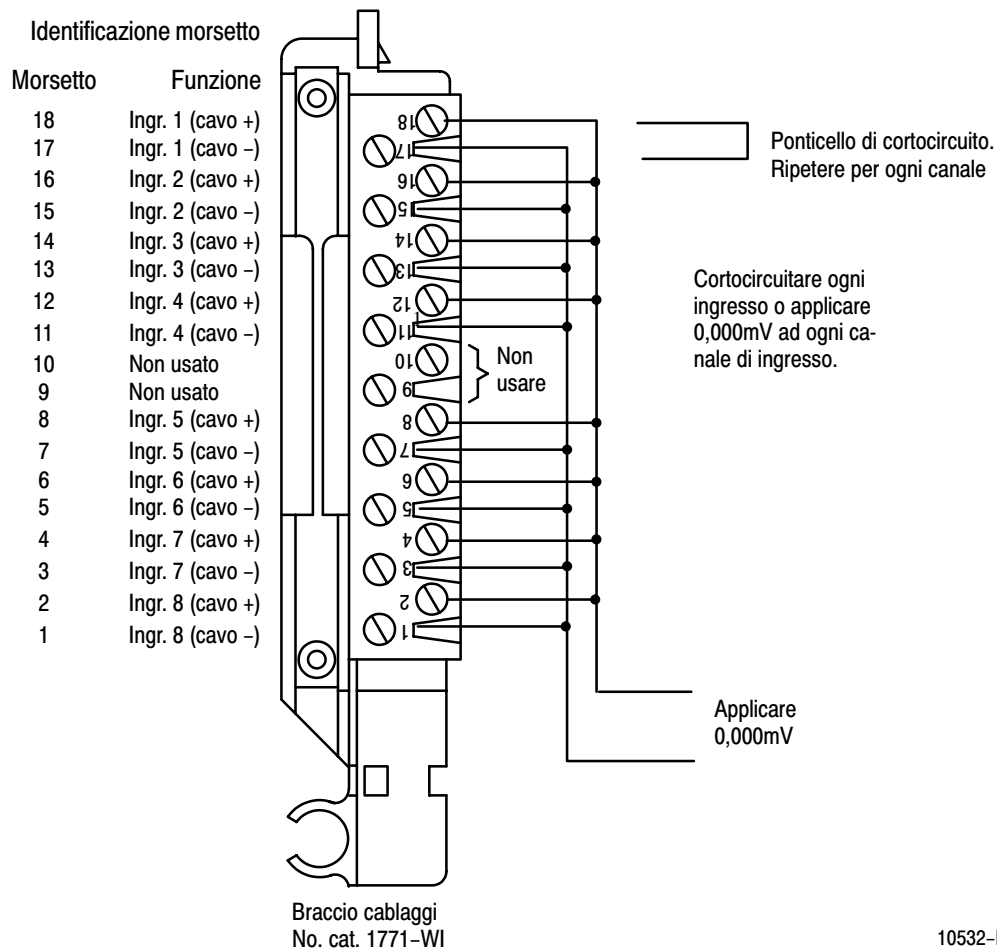 Identificazione morsetto
Morsetto Funzione
18 Ingr. 1 (cavo +)
17 Ingr. 1 (cavo –)
16 Ingr. 2 (cavo +)
15 Ingr. 2 (cavo –)
14 Ingr. 3 (cavo +)
13 Ingr. 3 (cavo –)
12 Ingr. 4 (cavo +)
11 Ingr. 4 (cavo –)
10 Non usato
9 Non usato
8 Ingr. 5 (cavo +)
7 Ingr. 5 (cavo –)
6 Ingr. 6 (cavo +)
5 Ingr. 6 (cavo –)
4 Ingr. 7 (cavo +)
3 Ingr. 7 (cavo –)
2 Ingr. 8 (cavo +)
1 Ingr. 8 (cavo –)
18
17
16
15
14
13
12
11
10
9
8
7
6
5
4
3
2
1
Non
usare
Ponticello di cortocircuito.
Ripetere per ogni canale
Cortocircuitare ogni
ingresso o applicare
0,000mV ad ogni ca-
nale di ingresso.
Applicare
0,000mV
Braccio cablaggi
No. cat. 1771–WI
10532–